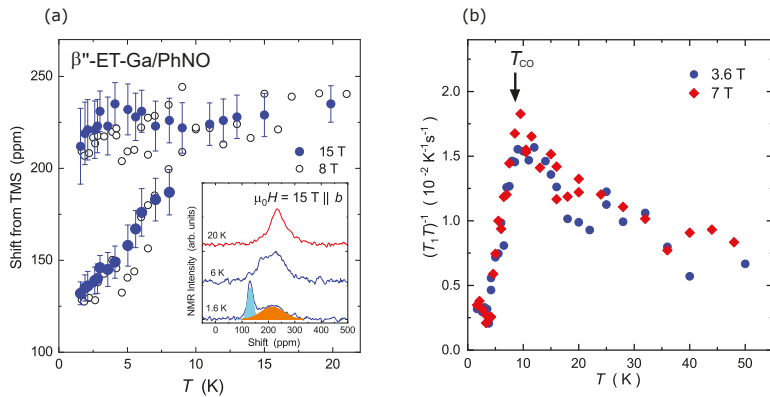 (a)
β"-ET-Ga/PhNO
Shift from TMS (ppm)
250
200
150
100
0
5
10
15
20
T (K)
15 T
8 T
μ₀H = 15 T || b
NMR Intensity (arb. units)
20 K
6 K
1.6 K
0 100 200 300 400 500
Shift (ppm)
(b)
T_CO
3.6 T
7 T
(T₁T)⁻¹ (10⁻² K⁻¹s⁻¹)
2.0
1.5
1.0
0.5
0.0
0 10 20 30 40 50
T (K)